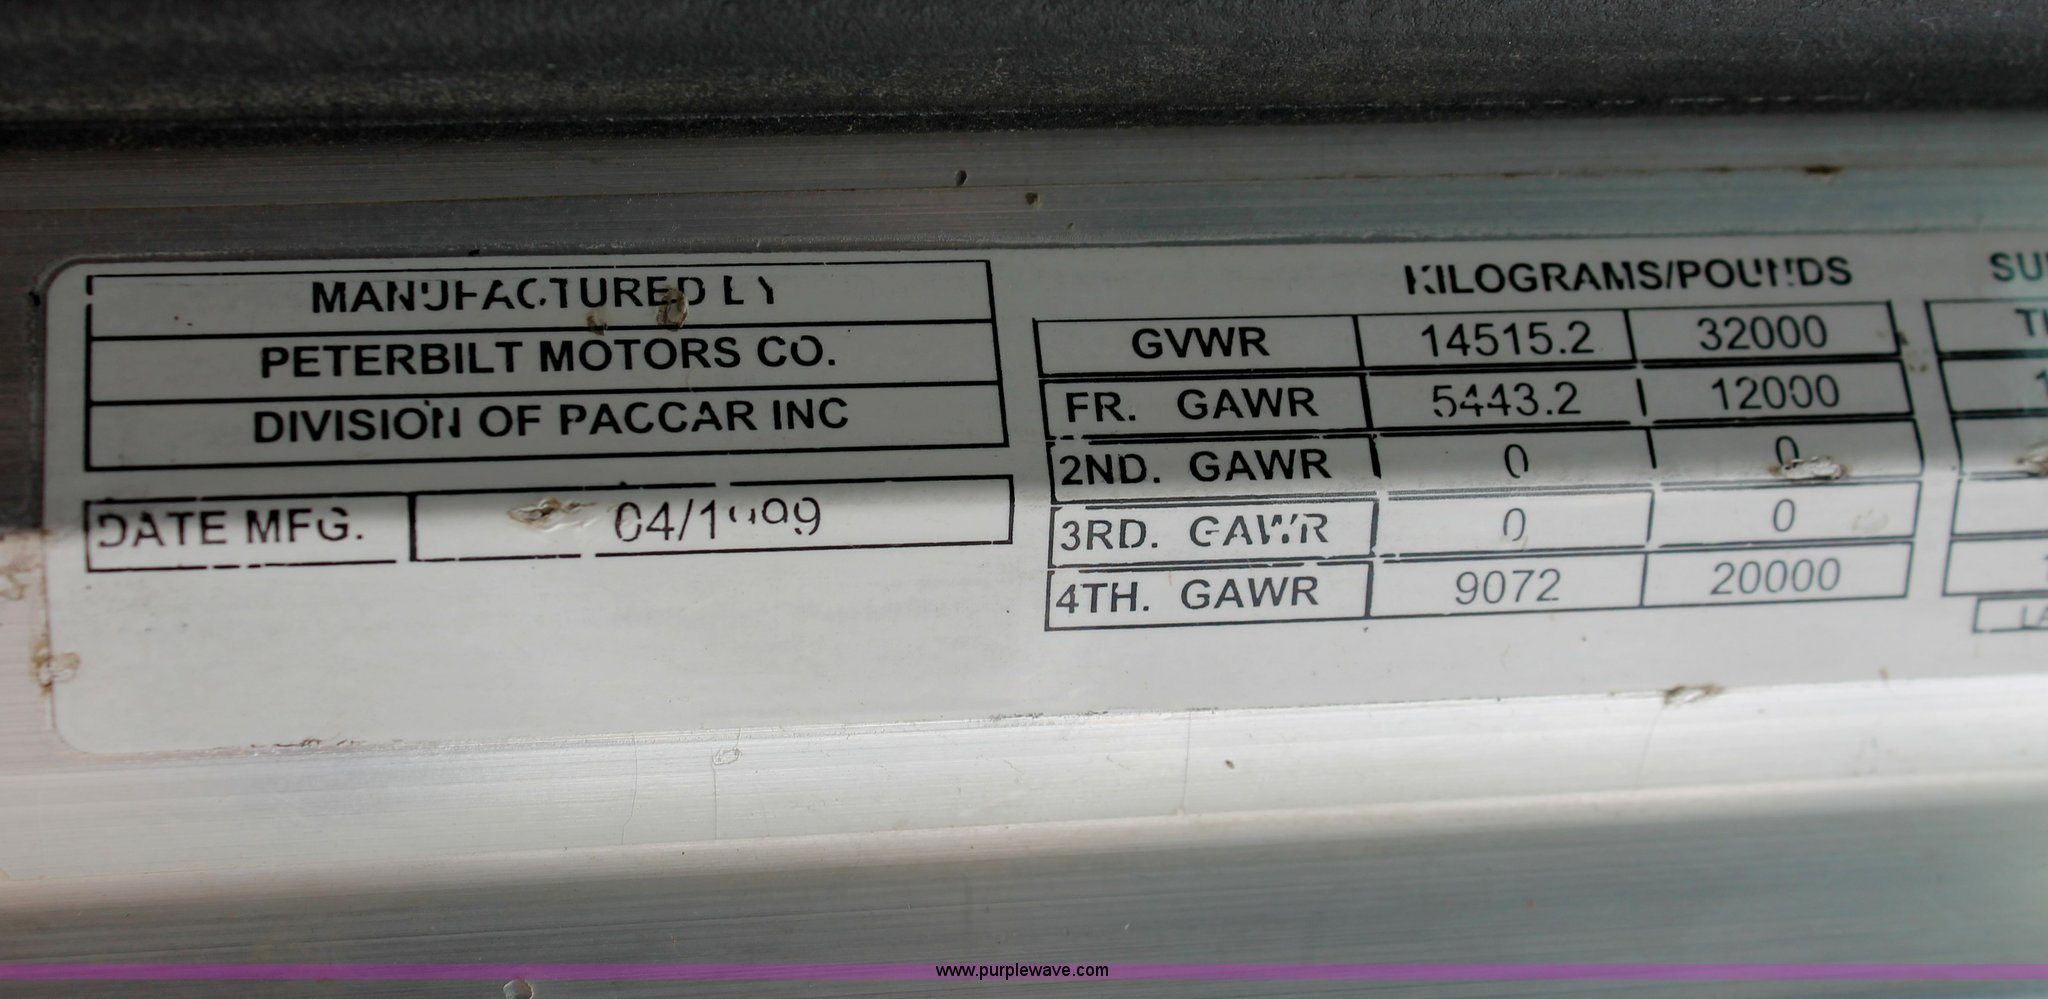 MANUFACTURED BY
PETERBILT MOTORS CO.
DIVISION OF PACCAR INC
DATE MFG. 04/1999
KILOGRAMS/POUNDS
GVWR 14515.2 32000
FR. GAWR 5443.2 12000
2ND. GAWR 0 0
3RD. GAWR 0 0
4TH. GAWR 9072 20000
www.purplewave.com